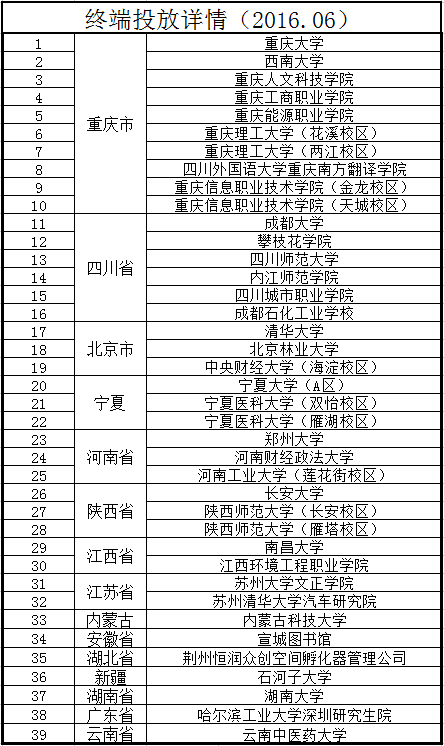 终端投放详情（2016.06）
1 重庆市 重庆大学
2 西南大学
3 重庆人文科技学院
4 重庆工商职业学院
5 重庆能源职业学院
6 重庆理工大学（花溪校区）
7 重庆理工大学（两江校区）
8 四川外国语大学重庆南方翻译学院
9 重庆信息职业技术学院（金龙校区）
10 重庆信息职业技术学院（天城校区）
11 四川省 成都大学
12 攀枝花学院
13 四川师范大学
14 内江师范学院
15 四川城市职业学院
16 成都石化工业学校
17 北京市 清华大学
18 北京林业大学
19 中央财经大学（海淀校区）
20 宁夏 宁夏大学（A区）
21 宁夏医科大学（双怡校区）
22 宁夏医科大学（雁湖校区）
23 河南省 郑州大学
24 河南财经政法大学
25 河南工业大学（莲花街校区）
26 陕西省 长安大学
27 陕西师范大学（长安校区）
28 陕西师范大学（雁塔校区）
29 江西省 南昌大学
30 江西环境工程职业学院
31 江苏省 苏州大学文正学院
32 苏州清华大学汽车研究院
33 内蒙古 内蒙古科技大学
34 安徽省 宣城图书馆
35 湖北省 荆州恒润众创空间孵化器管理公司
36 新疆 石河子大学
37 湖南省 湖南大学
38 广东省 哈尔滨工业大学深圳研究生院
39 云南省 云南中医药大学